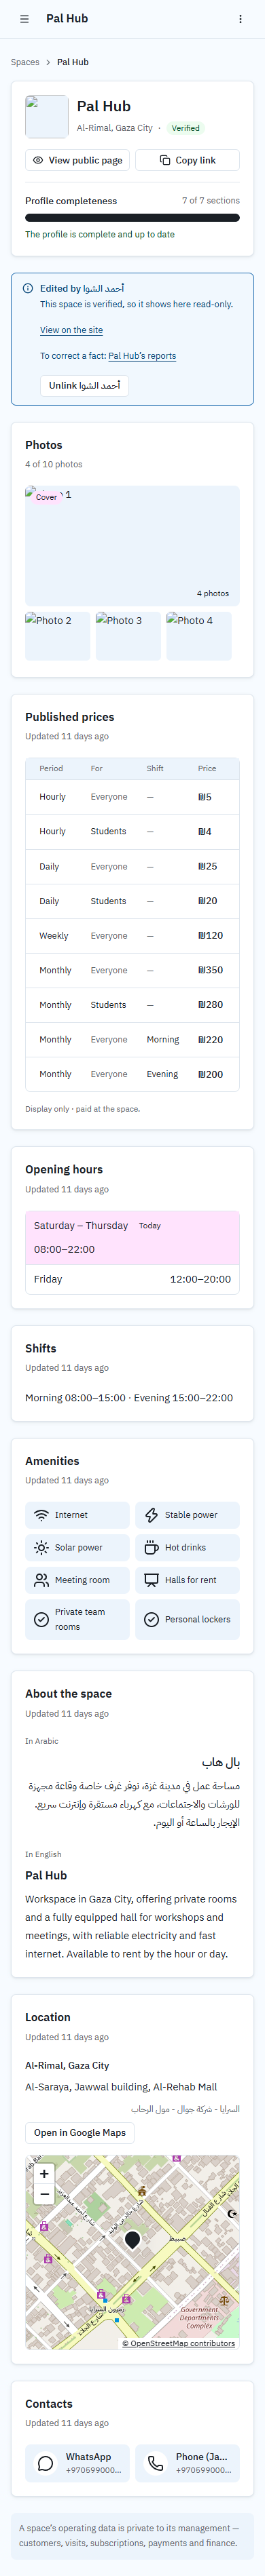 Pal Hub
Spaces > Pal Hub
Pal Hub
Al-Rimal, Gaza City · Verified
View public page
Copy link
Profile completeness 7 of 7 sections
The profile is complete and up to date
Edited by أحمد الشوا
This space is verified, so it shows here read-only.
View on the site
To correct a fact: Pal Hub's reports
Unlink أحمد الشوا
Photos
4 of 10 photos
Cover 1
4 photos
Photo 2 Photo 3 Photo 4
Published prices
Updated 11 days ago
Period For Shift Price
Hourly Everyone — ₪5
Hourly Students — ₪4
Daily Everyone — ₪25
Daily Students — ₪20
Weekly Everyone — ₪120
Monthly Everyone — ₪350
Monthly Students — ₪280
Monthly Everyone Morning ₪220
Monthly Everyone Evening ₪200
Display only · paid at the space.
Opening hours
Updated 11 days ago
Saturday – Thursday Today
08:00–22:00
Friday 12:00–20:00
Shifts
Updated 11 days ago
Morning 08:00–15:00 · Evening 15:00–22:00
Amenities
Updated 11 days ago
Internet
Stable power
Solar power
Hot drinks
Meeting room
Halls for rent
Private team
rooms
Personal lockers
About the space
Updated 11 days ago
In Arabic
بال هاب
مساحة عمل في مدينة غزة، نوفر غرف خاصة وقاعة مجهزة
للورشات والاجتماعات، مع كهرباء مستقرة وإنترنت سريع.
الإيجار بالساعة أو اليوم.
In English
Pal Hub
Workspace in Gaza City, offering private rooms
and a fully equipped hall for workshops and
meetings, with reliable electricity and fast
internet. Available to rent by the hour or day.
Location
Updated 11 days ago
Al-Rimal, Gaza City
Al-Saraya, Jawwal building, Al-Rehab Mall
السرايا - شركة جوال - مول الرحاب
Open in Google Maps
+
−
Government
Departments
Complex
© OpenStreetMap contributors
Contacts
Updated 11 days ago
WhatsApp
+970599000...
Phone (Ja...
+970599000...
A space's operating data is private to its management —
customers, visits, subscriptions, payments and finance.